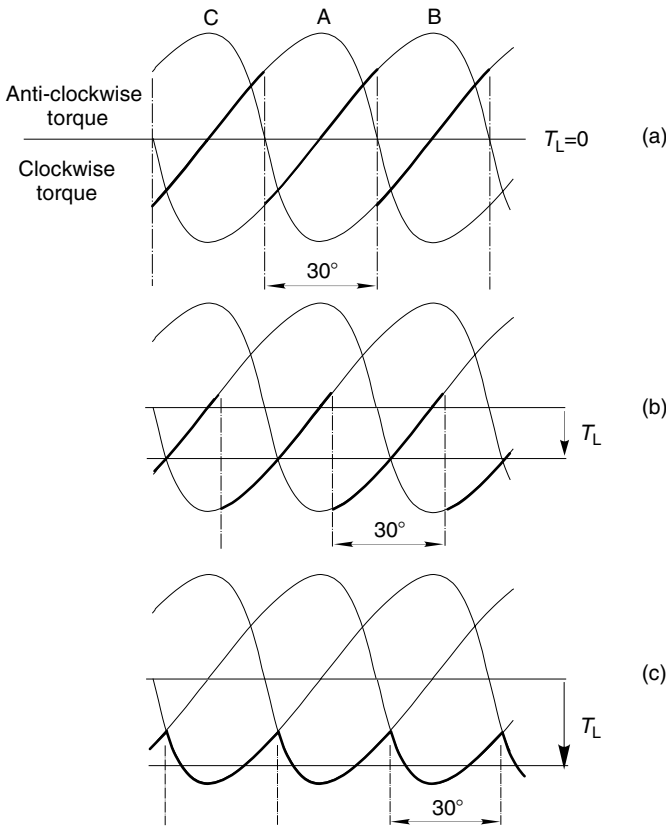 C A B
Anti-clockwise
torque
T_L=0 (a)
Clockwise
torque
30°
(b)
T_L
30°
(c)
T_L
30°